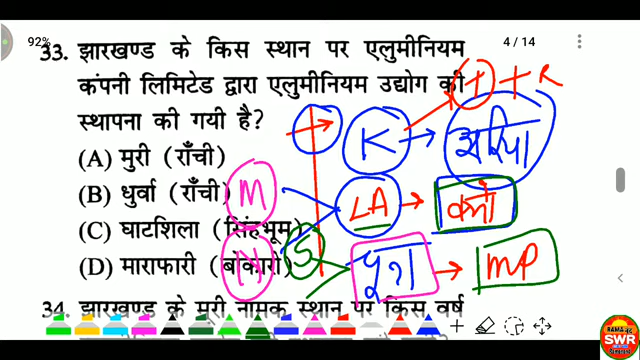 92%
4 / 14
33. झारखण्ड के किस स्थान पर एलुमीनियम
कंपनी लिमिटेड द्वारा एलुमीनियम उद्योग की
स्थापना की गयी है?
(A) मुरी (राँची)
(B) धुर्वा (राँची)
(C) घाटशिला (सिंहभूम)
(D) माराफारी (बोकारो)
+ + R
K →
M LA →
N S → MP
34. झारखण्ड के मुरी नामक स्थान पर किस वर्ष
SWR